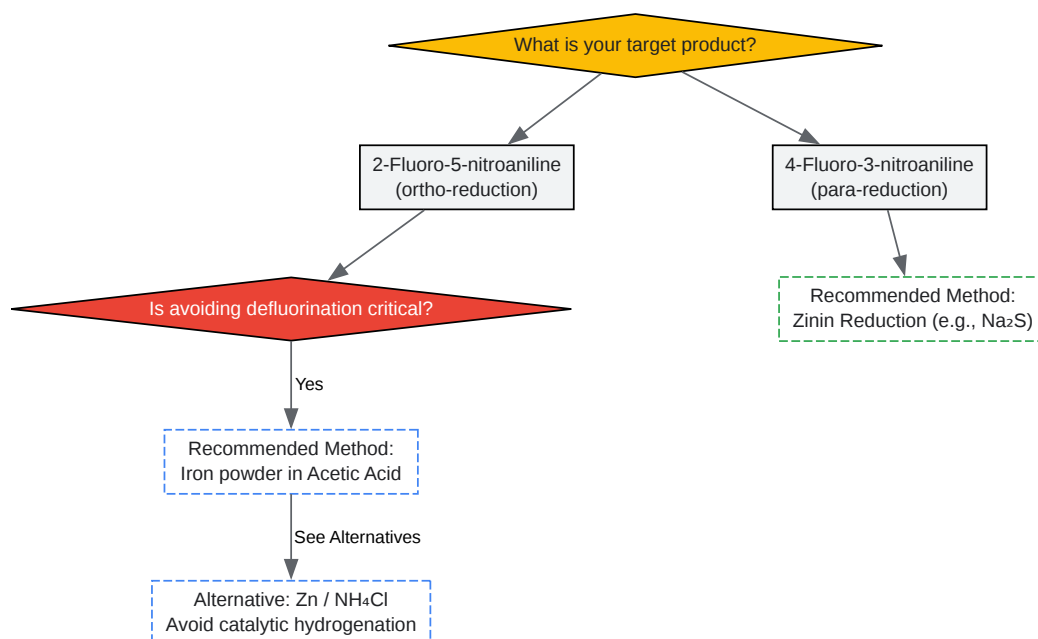 What is your target product?
2-Fluoro-5-nitroaniline
(ortho-reduction)
4-Fluoro-3-nitroaniline
(para-reduction)
Is avoiding defluorination critical?
Recommended Method:
Zinin Reduction (e.g., Na₂S)
Yes
Recommended Method:
Iron powder in Acetic Acid
See Alternatives
Alternative: Zn / NH₄Cl
Avoid catalytic hydrogenation